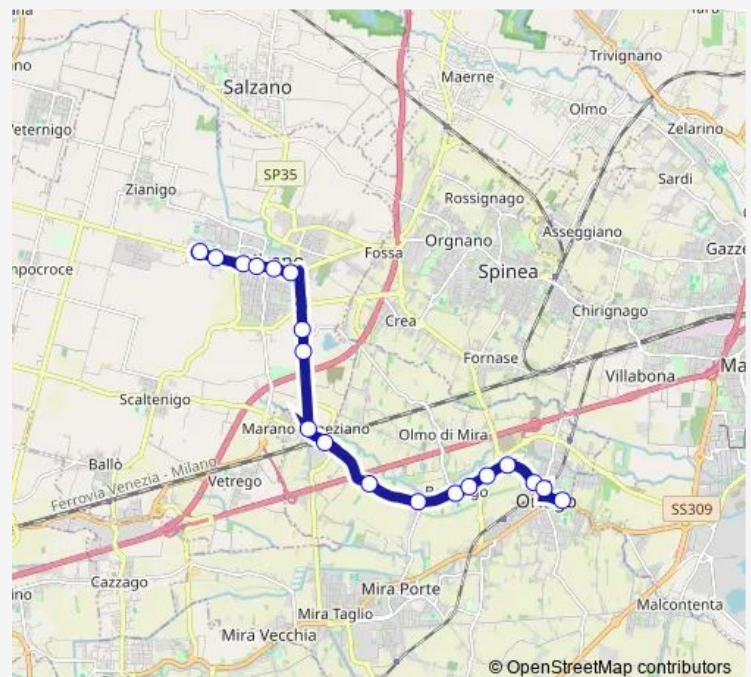 Salzano
Maerne
Trivignano
Olmo
Zelarino
SP35
Zianigo
Sardi
Rossignago
Asseggiano
Fossa
Orgnano
Spinea
Crea
Chirignago
Fornase
Villabona
Scaltenigo
Marano
Olmo di Mira
Ballò
Vetrego
Ferrovia Venezia - Milano
SS309
Cazzago
Mira Porte
Malcontenta
Mira Taglio
Mira Vecchia
© OpenStreetMap contributors